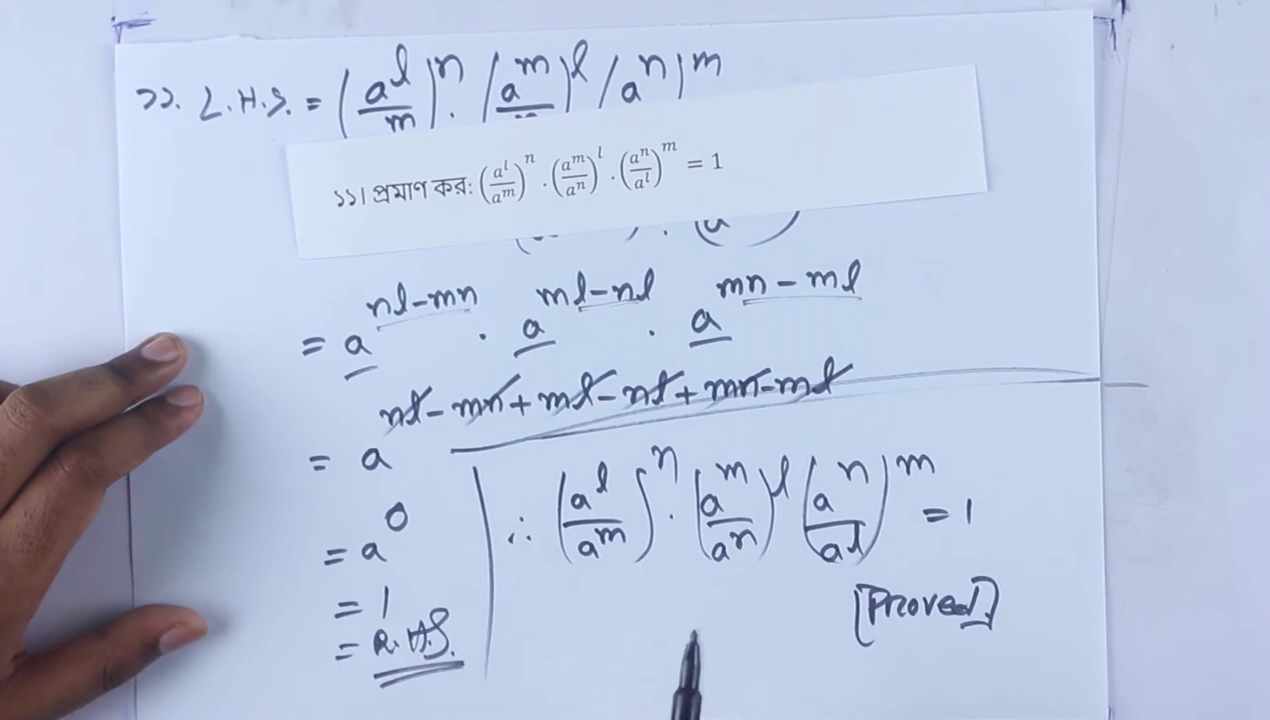 ১১. L.H.S. = (a^l/m)^n . (a^m/)^l (a^n)^m
১১। প্রমাণ কর: (a^l/a^m)^n . (a^m/a^n)^l . (a^n/a^l)^m = 1
= a^(nl-mn) . a^(ml-nl) . a^(mn-ml)
= a^(nl-mn+ml-nl+mn-ml)
= a^0
= 1
= R.H.S.
∴ (a^l/a^m)^n . (a^m/a^n)^l (a^n/a^l)^m = 1
[Proved].